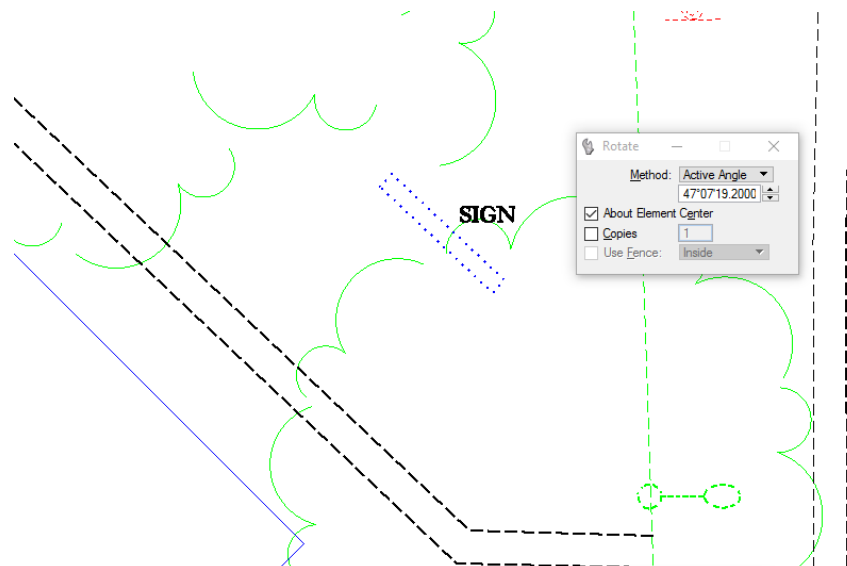 Rotate
Method: Active Angle
47°07'19.2000
SIGN
About Element Center
Copies 1
Use Fence: Inside